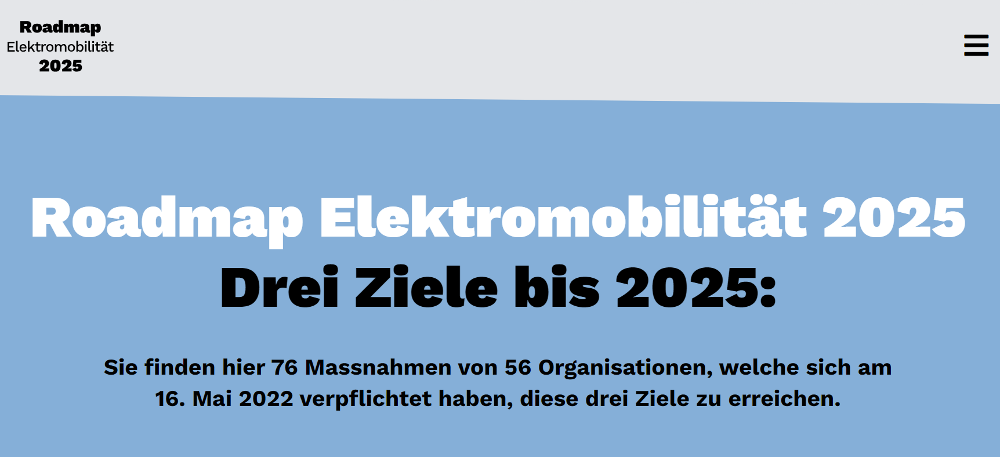 Roadmap
Elektromobilität
2025
Roadmap Elektromobilität 2025
Drei Ziele bis 2025:
Sie finden hier 76 Massnahmen von 56 Organisationen, welche sich am
16. Mai 2022 verpflichtet haben, diese drei Ziele zu erreichen.